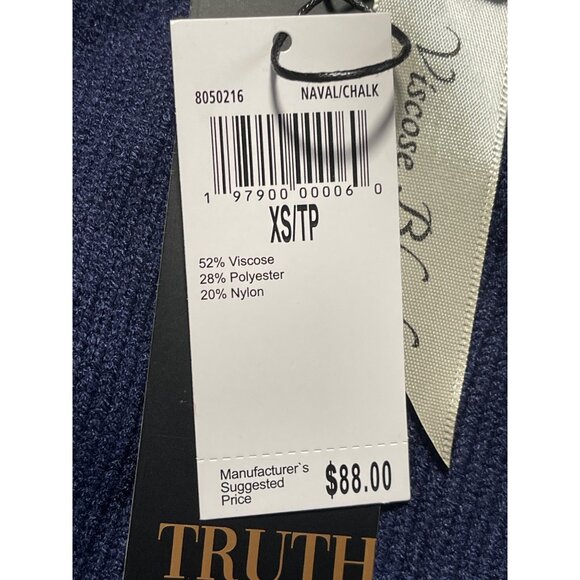 8050216 NAVAL/CHALK
1 97900 00006 0
XS/TP
52% Viscose
28% Polyester
20% Nylon
Manufacturer`s
Suggested
Price
$88.00
TRUTH
Viscose